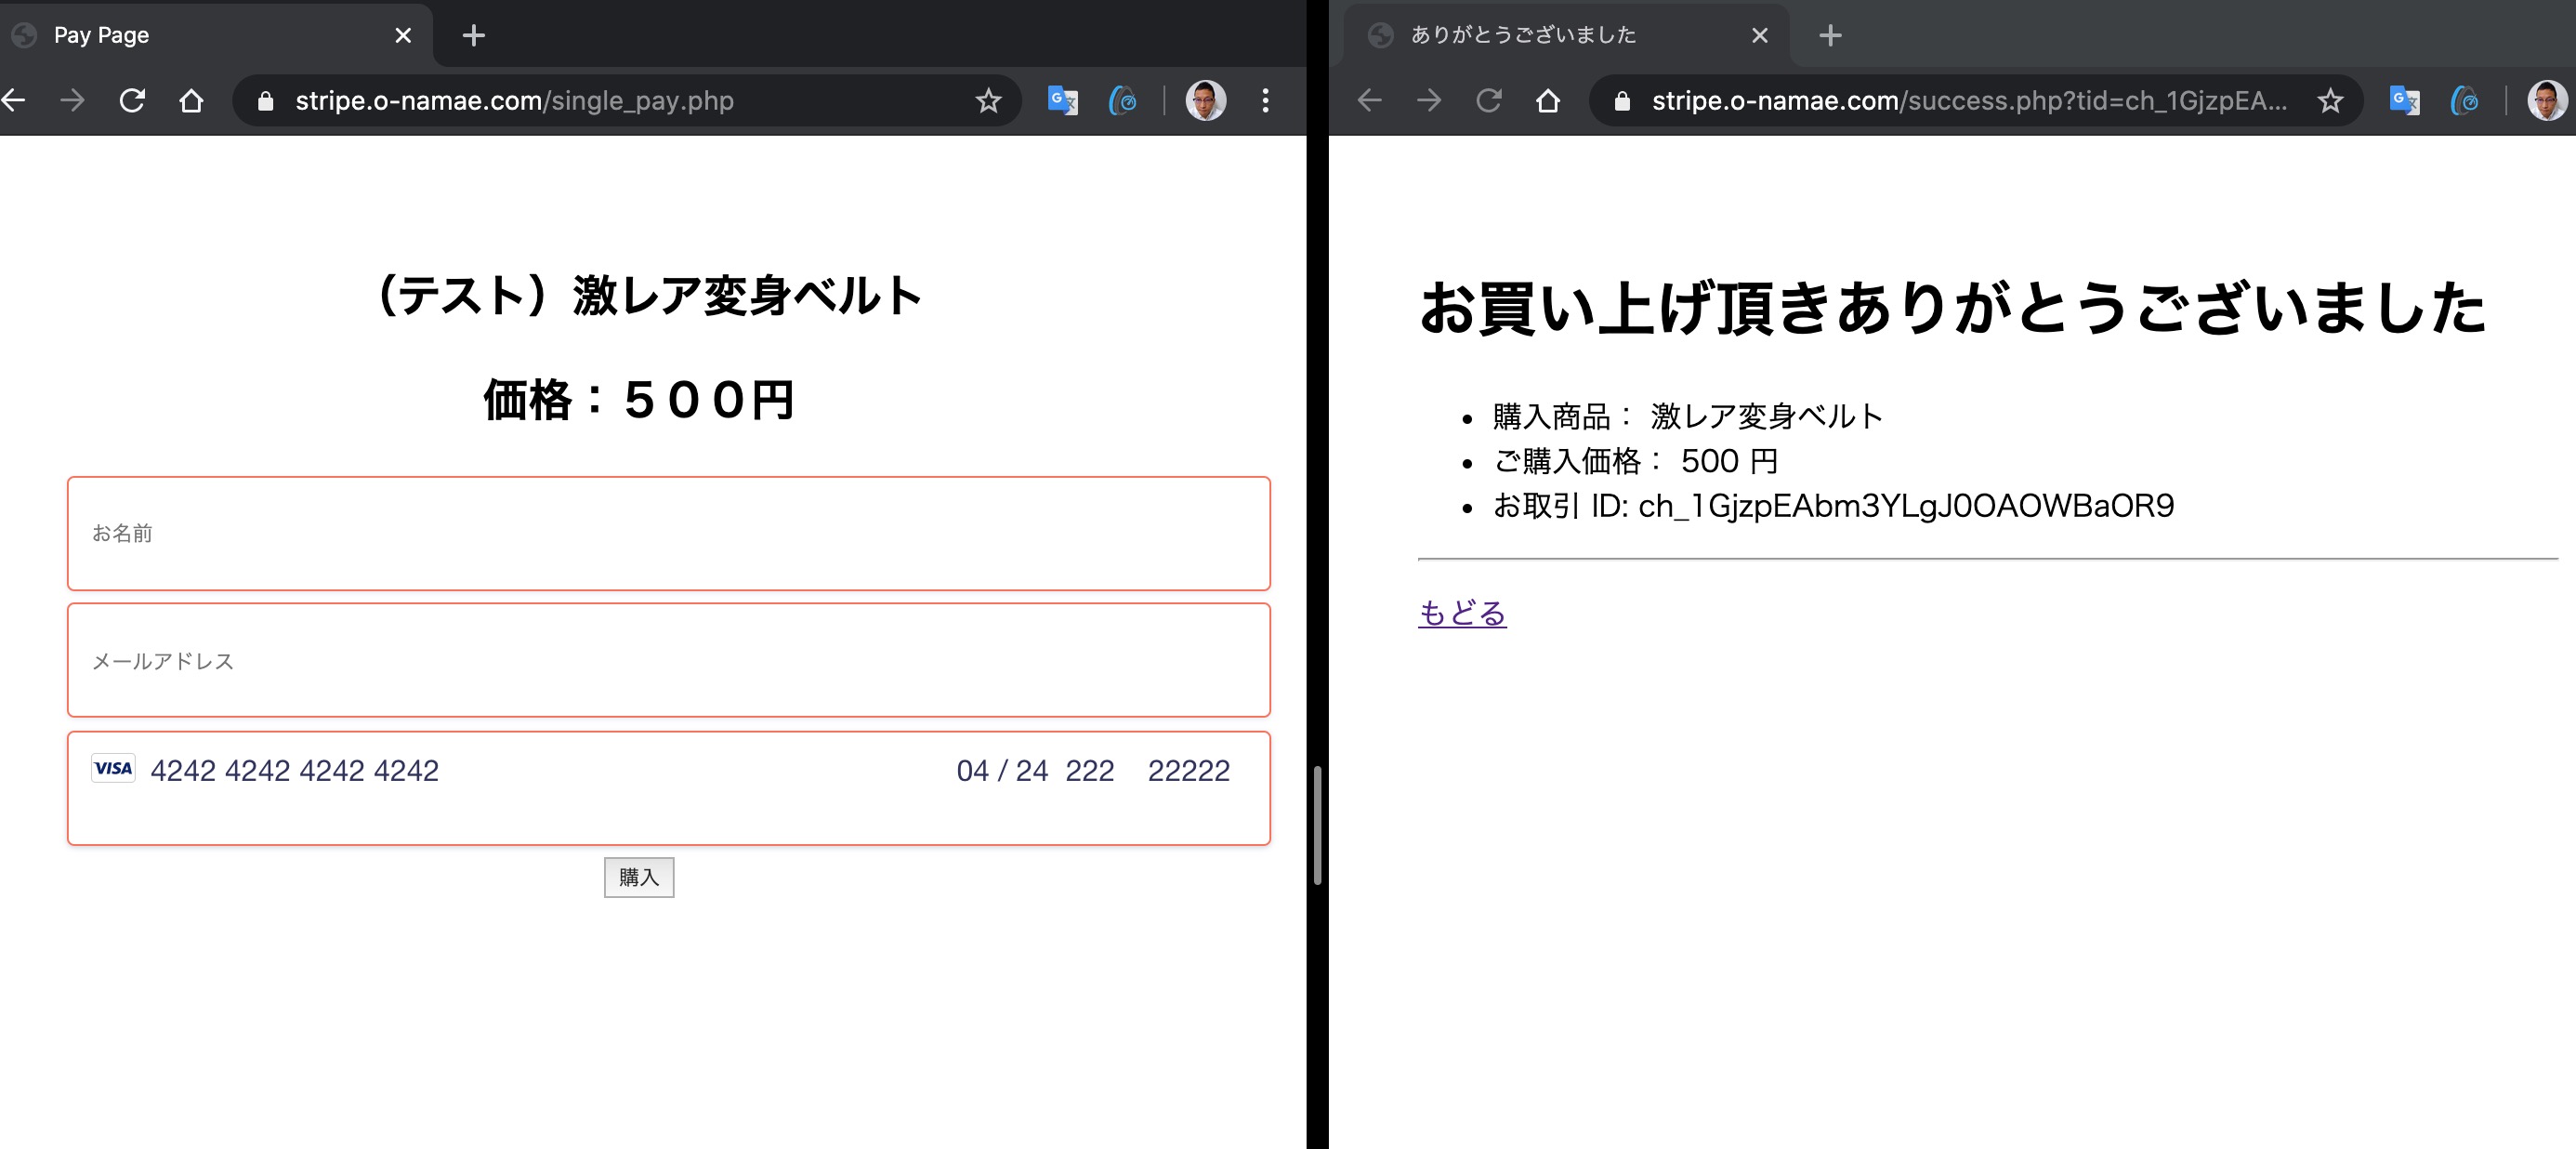 Pay Page
stripe.o-namae.com/single_pay.php
（テスト）激レア変身ベルト
価格：５００円
お名前
メールアドレス
VISA 4242 4242 4242 4242 04 / 24 222 22222
購入
ありがとうございました
stripe.o-namae.com/success.php?tid=ch_1GjzpEA...
お買い上げ頂きありがとうございました
• 購入商品： 激レア変身ベルト
• ご購入価格： 500 円
• お取引 ID: ch_1GjzpEAbm3YLgJ0OAOWBaOR9
もどる